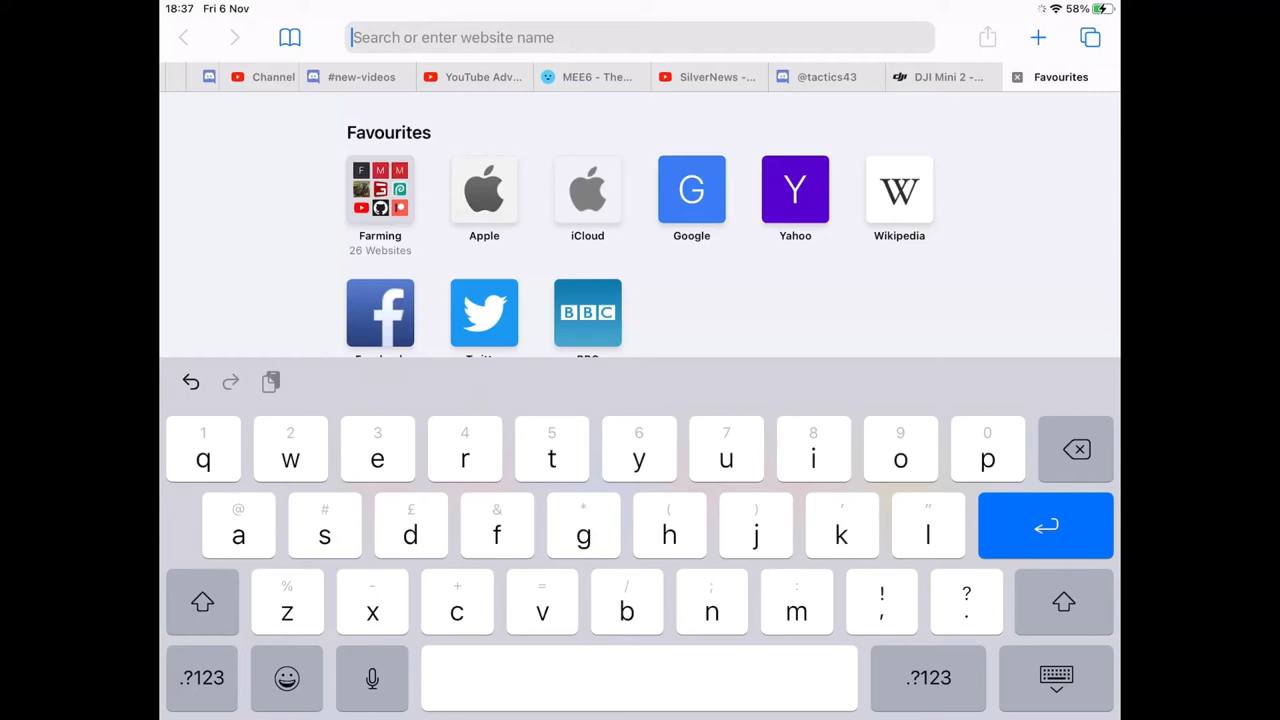 18:37 Fri 6 Nov 58%
Search or enter website name
Channel #new-videos YouTube Adv... MEE6 - The... SilverNews -... @tactics43 dji DJI Mini 2 -... Favourites
Favourites
F M M
G Y W
Farming Apple iCloud Google Yahoo Wikipedia
26 Websites
f BBC
1 2 3 4 5 6 7 8 9 0
q w e r t y u i o p
@ # £ & * ( ) ' "
a s d f g h j k l
% - + = / ; : ! ?
z x c v b n m , .
.?123 .?123